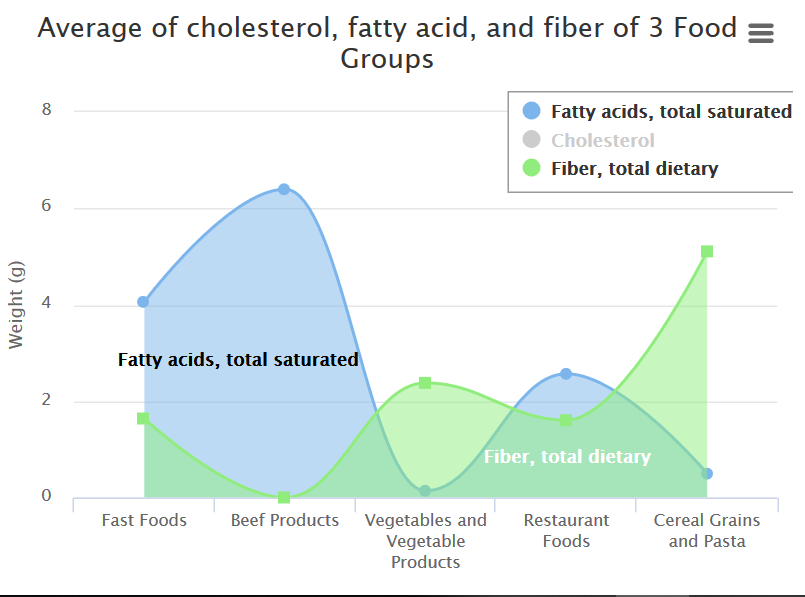 Average of cholesterol, fatty acid, and fiber of 3 Food
Groups
Fatty acids, total saturated
Cholesterol
Fiber, total dietary
Weight (g)
8
6
4
2
0
Fatty acids, total saturated
Fiber, total dietary
Fast Foods
Beef Products
Vegetables and
Vegetable
Products
Restaurant
Foods
Cereal Grains
and Pasta